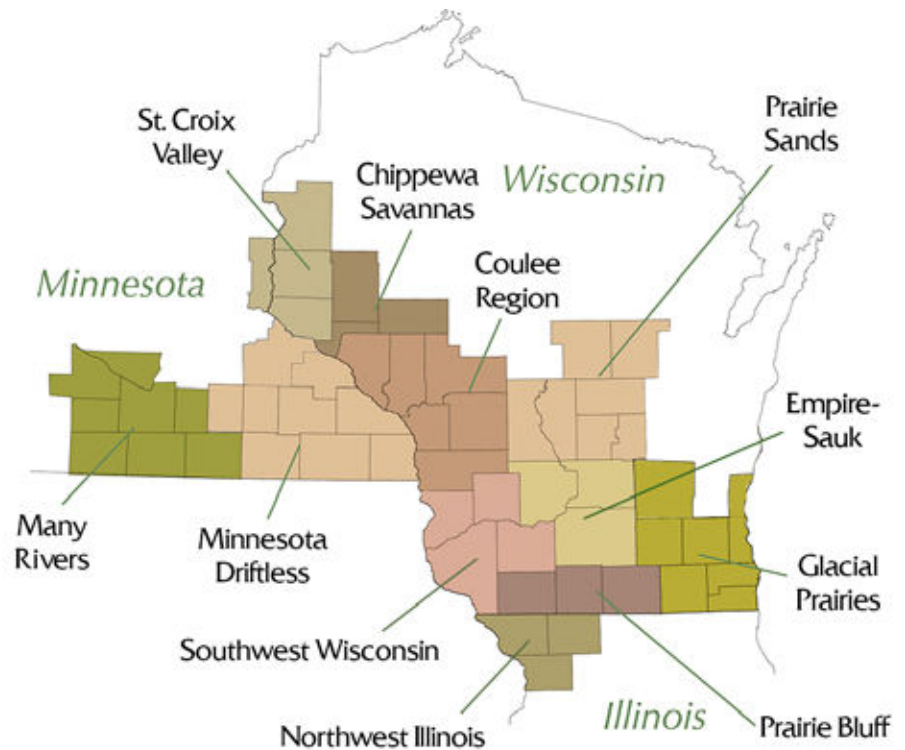 St. Croix
Valley
Chippewa
Savannas
Wisconsin
Prairie
Sands
Minnesota
Coulee
Region
Empire-
Sauk
Many
Rivers
Minnesota
Driftless
Glacial
Prairies
Southwest Wisconsin
Northwest Illinois
Illinois
Prairie Bluff